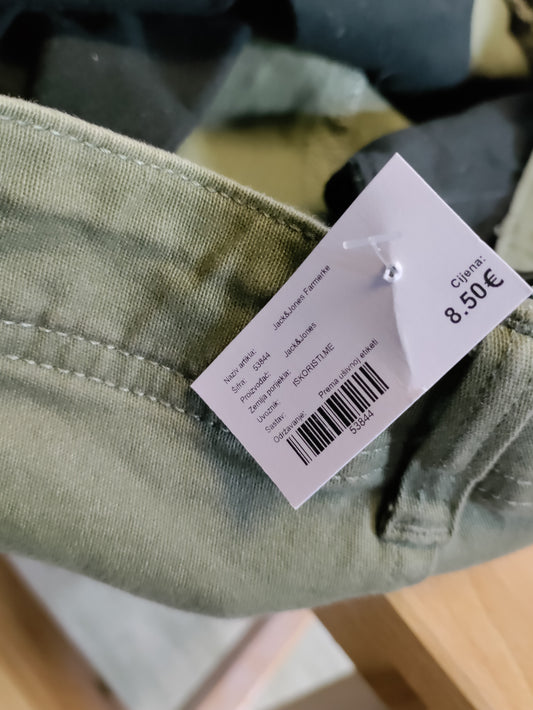 Naziv artikla: Jack&Jones Farmerke
Šifra: 53844
Proizvođač: Jack&Jones
Zemlja porijekla:
Uvoznik: ISKORISTI.ME
Sastav:
Održavanje: Prema ušivnoj etiketi
53844
Cijena:
8.50€